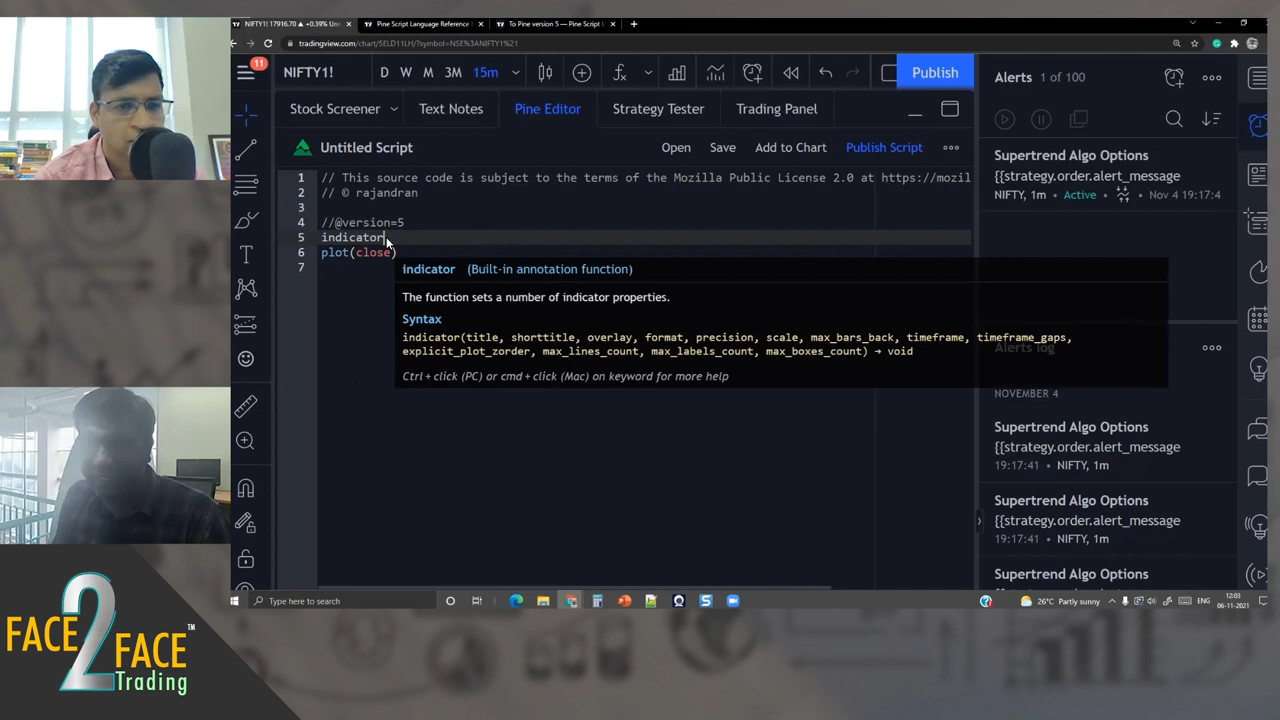 NIFTY1! 17916.70 ▲ +0.39% Un
Pine Script Language Reference
To Pine version 5 — Pine Script
tradingview.com/chart/5ELD11LH/?symbol=NSE%3ANIFTY1%21
11
NIFTY1!
D W M 3M 15m
Publish
Alerts 1 of 100
Stock Screener
Text Notes
Pine Editor
Strategy Tester
Trading Panel
Untitled Script
Open
Save
Add to Chart
Publish Script
1 // This source code is subject to the terms of the Mozilla Public License 2.0 at https://mozil
2 // © rajandran
3
4 //@version=5
5 indicator
6 plot(close)
7
indicator (Built-in annotation function)
The function sets a number of indicator properties.
Syntax
indicator(title, shorttitle, overlay, format, precision, scale, max_bars_back, timeframe, timeframe_gaps,
explicit_plot_zorder, max_lines_count, max_labels_count, max_boxes_count) → void
Ctrl + click (PC) or cmd + click (Mac) on keyword for more help
Supertrend Algo Options
{{strategy.order.alert_message
NIFTY, 1m • Active
Nov 4 19:17:4
Alerts log
NOVEMBER 4
Supertrend Algo Options
{{strategy.order.alert_message
19:17:41 • NIFTY, 1m
Supertrend Algo Options
{{strategy.order.alert_message
19:17:41 • NIFTY, 1m
Supertrend Algo Options
Type here to search
26°C Partly sunny
ENG
12:03
06-11-2021
FACE
2
FACE
™
Trading